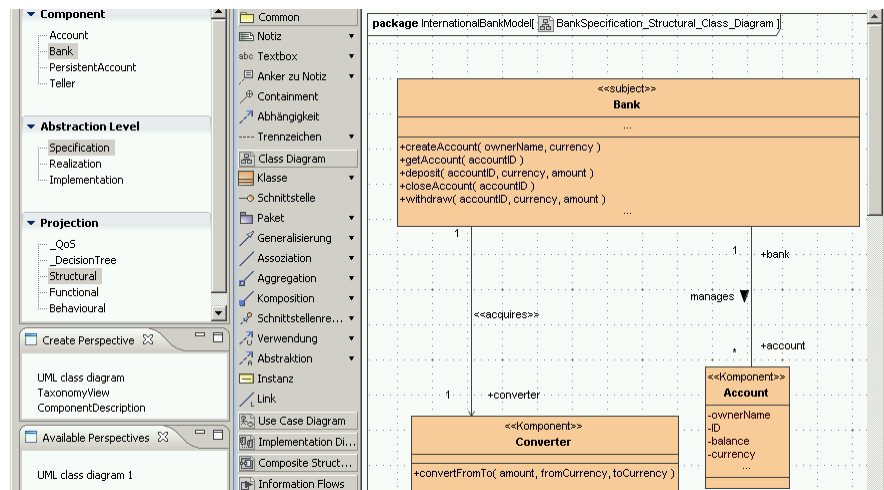 Component
Account
Bank
PersistentAccount
Teller
Abstraction Level
Specification
Realization
Implementation
Projection
_QoS
_DecisionTree
Structural
Functional
Behavioural
Create Perspective
UML class diagram
TaxonomyView
ComponentDescription
Available Perspectives
UML class diagram 1
Common
Notiz
abc Textbox
Anker zu Notiz
Containment
Abhängigkeit
Trennzeichen
Class Diagram
Klasse
Schnittstelle
Paket
Generalisierung
Assoziation
Aggregation
Komposition
Schnittstellenre...
Verwendung
Abstraktion
Instanz
Link
Use Case Diagram
Implementation Di...
Composite Struct...
Information Flows
package InternationalBankModel[ BankSpecification_Structural_Class_Diagram ]
<<subject>>
Bank
...
+createAccount( ownerName, currency )
+getAccount( accountID )
+deposit( accountID, currency, amount )
+closeAccount( accountID )
+withdraw( accountID, currency, amount )
...
1
1
+bank
manages
<<acquires>>
+account
*
1
+converter
<<Komponent>>
Converter
+convertFromTo( amount, fromCurrency, toCurrency )
<<Komponent>>
Account
-ownerName
-ID
-balance
-currency
...